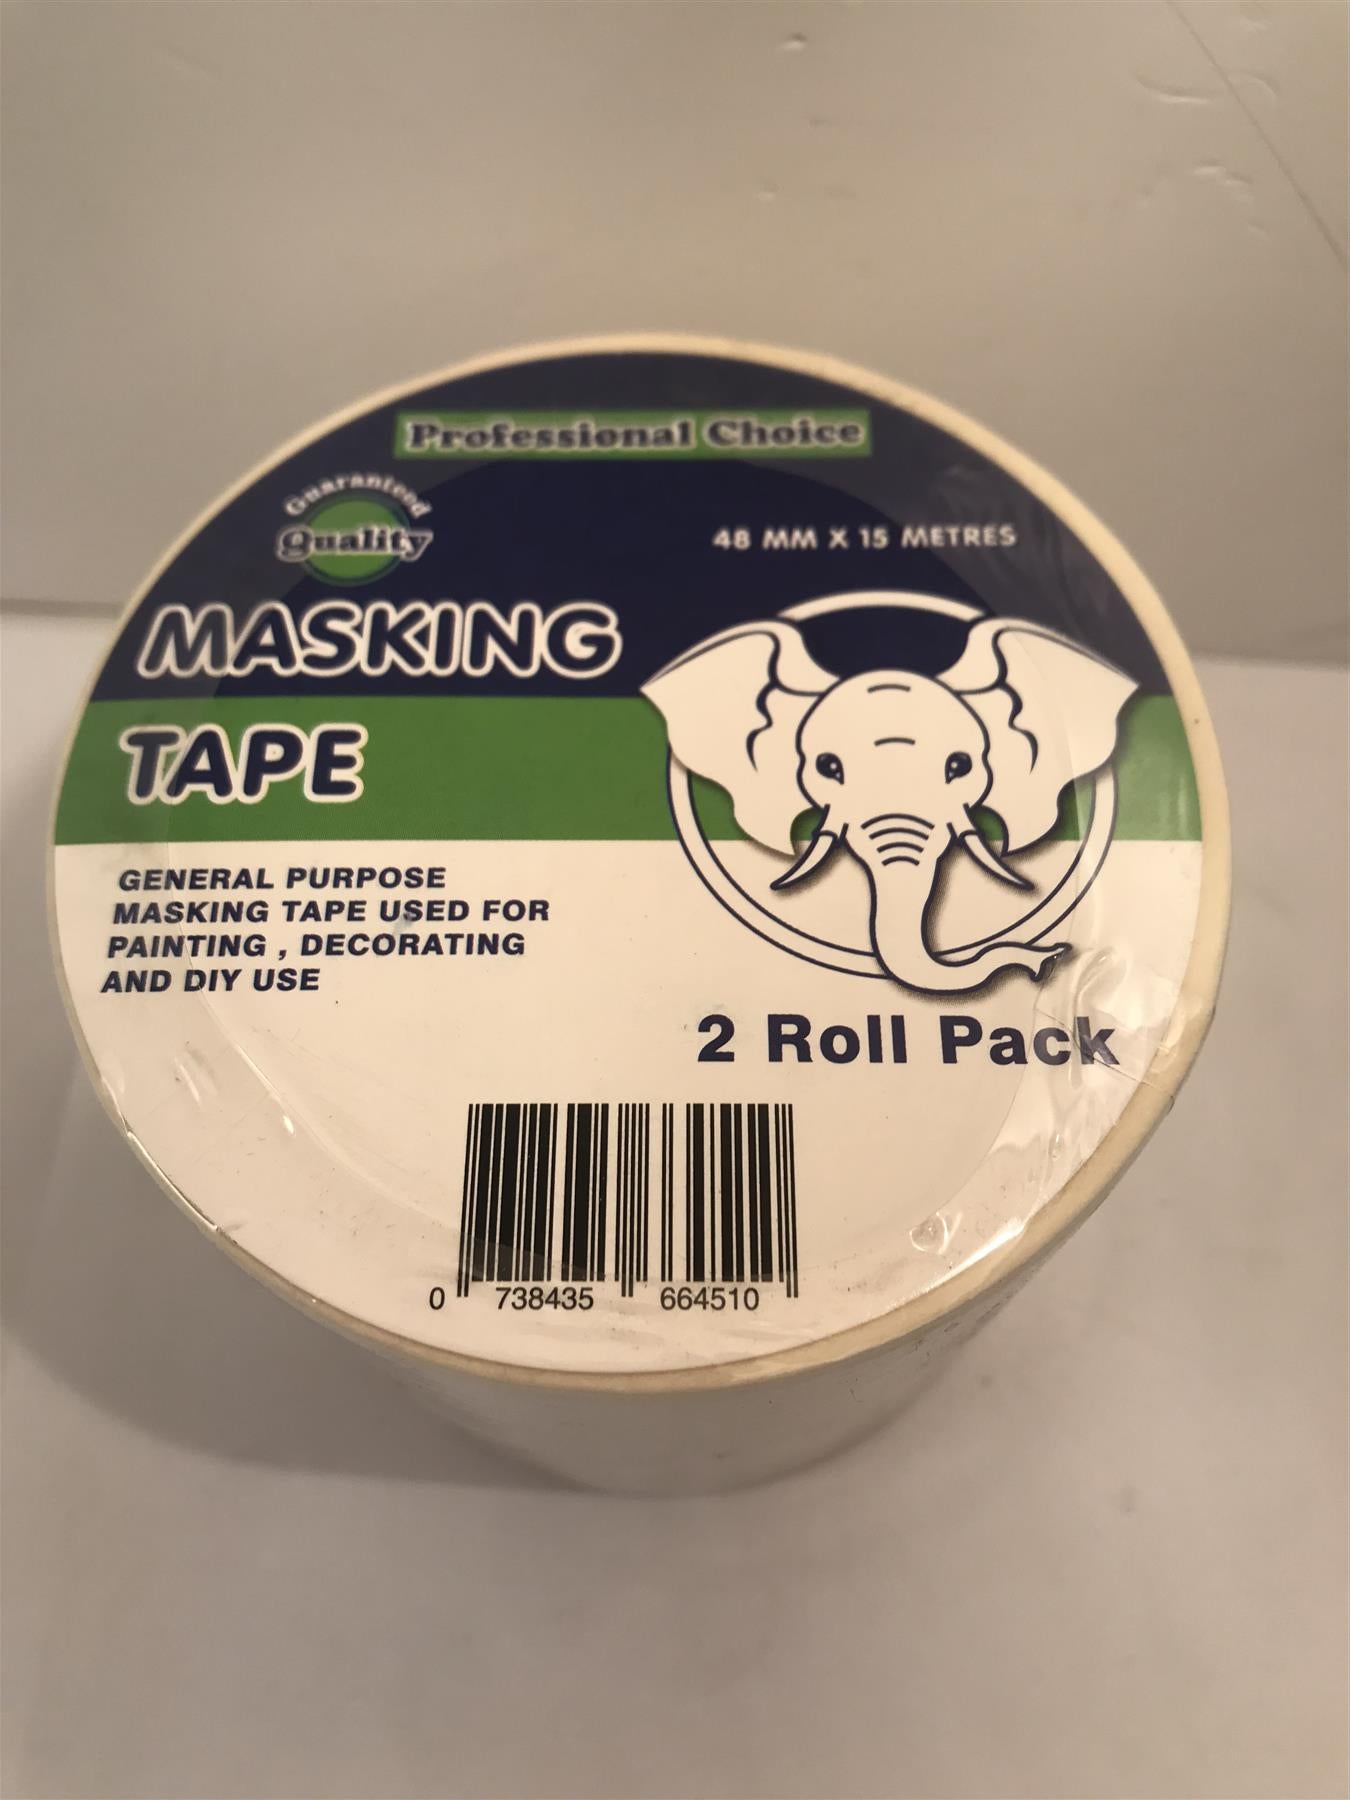 Professional Choice
Guaranteed
Quality
48 MM X 15 METRES
MASKING
TAPE
GENERAL PURPOSE
MASKING TAPE USED FOR
PAINTING , DECORATING
AND DIY USE
2 Roll Pack
0 738435 664510